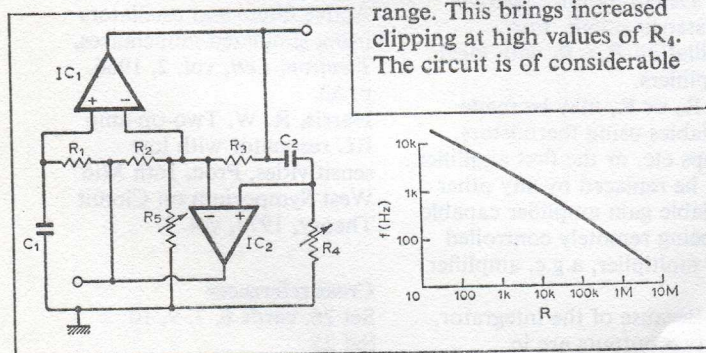 range. This brings increased
clipping at high values of R₄.
The circuit is of considerable
IC₁
+ −
R₁ R₂ R₃ C₂
R₅ − + R₄
C₁ IC₂
f (Hz)
10k
1k
100
10 100 1k 10k 100k 1M 10M
R